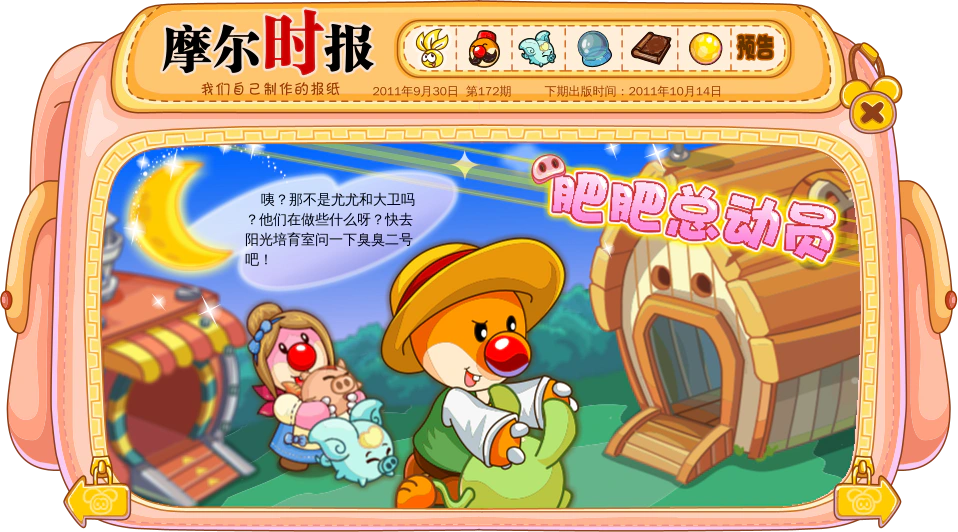 摩尔时报
预告
我们自己制作的报纸
2011年9月30日 第172期
下期出版时间：2011年10月14日
肥肥总动员
咦？那不是尤尤和大卫吗
？他们在做些什么呀？快去
阳光培育室问一下臭臭二号
吧！